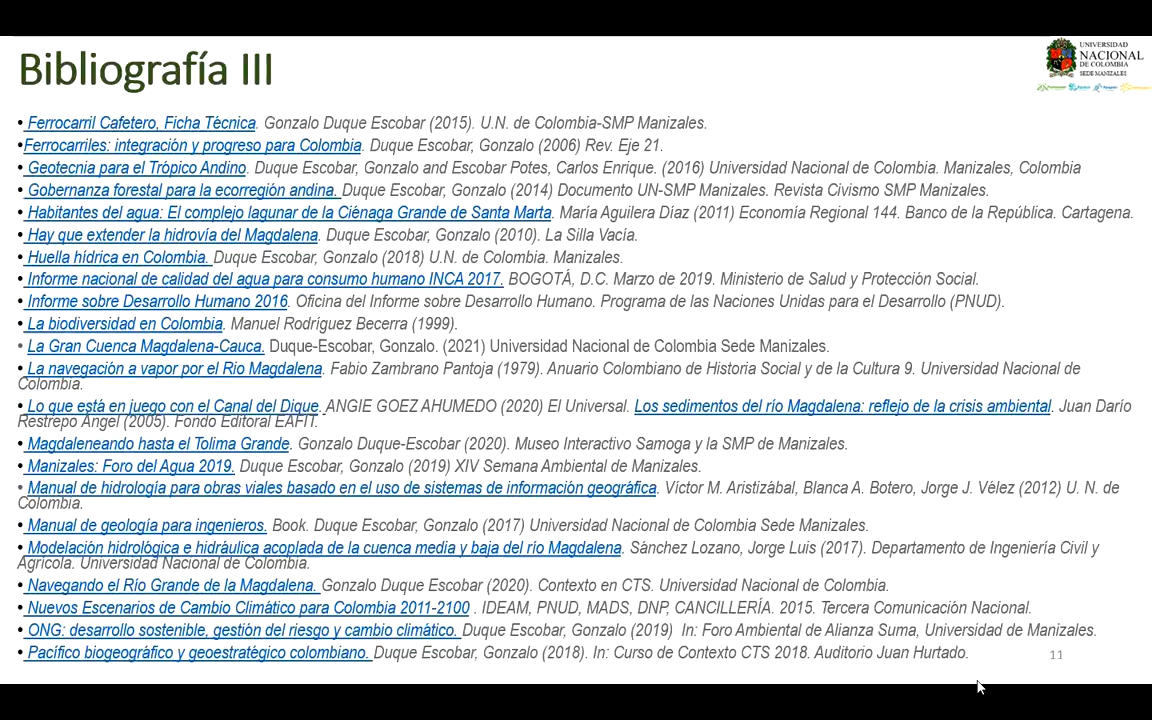 Bibliografía III
UNIVERSIDAD
NACIONAL
DE COLOMBIA
SEDE MANIZALES
• Ferrocarril Cafetero, Ficha Técnica. Gonzalo Duque Escobar (2015). U.N. de Colombia-SMP Manizales.
•Ferrocarriles: integración y progreso para Colombia. Duque Escobar, Gonzalo (2006) Rev. Eje 21.
• Geotecnia para el Trópico Andino. Duque Escobar, Gonzalo and Escobar Potes, Carlos Enrique. (2016) Universidad Nacional de Colombia. Manizales, Colombia
• Gobernanza forestal para la ecorregión andina. Duque Escobar, Gonzalo (2014) Documento UN-SMP Manizales. Revista Civismo SMP Manizales.
• Habitantes del agua: El complejo lagunar de la Ciénaga Grande de Santa Marta. María Aguilera Díaz (2011) Economía Regional 144. Banco de la República. Cartagena.
• Hay que extender la hidrovía del Magdalena. Duque Escobar, Gonzalo (2010). La Silla Vacía.
• Huella hídrica en Colombia. Duque Escobar, Gonzalo (2018) U.N. de Colombia. Manizales.
• Informe nacional de calidad del agua para consumo humano INCA 2017. BOGOTÁ, D.C. Marzo de 2019. Ministerio de Salud y Protección Social.
• Informe sobre Desarrollo Humano 2016. Oficina del Informe sobre Desarrollo Humano. Programa de las Naciones Unidas para el Desarrollo (PNUD).
• La biodiversidad en Colombia. Manuel Rodríguez Becerra (1999).
• La Gran Cuenca Magdalena-Cauca. Duque-Escobar, Gonzalo. (2021) Universidad Nacional de Colombia Sede Manizales.
• La navegación a vapor por el Rio Magdalena. Fabio Zambrano Pantoja (1979). Anuario Colombiano de Historia Social y de la Cultura 9. Universidad Nacional de
Colombia.
• Lo que está en juego con el Canal del Dique. ANGIE GOEZ AHUMEDO (2020) El Universal. Los sedimentos del río Magdalena: reflejo de la crisis ambiental. Juan Darío
Restrepo Ángel (2005). Fondo Editorial EAFIT.
• Magdaleneando hasta el Tolima Grande. Gonzalo Duque-Escobar (2020). Museo Interactivo Samoga y la SMP de Manizales.
• Manizales: Foro del Agua 2019. Duque Escobar, Gonzalo (2019) XIV Semana Ambiental de Manizales.
• Manual de hidrología para obras viales basado en el uso de sistemas de información geográfica. Víctor M. Aristizábal, Blanca A. Botero, Jorge J. Vélez (2012) U. N. de
Colombia.
• Manual de geología para ingenieros. Book. Duque Escobar, Gonzalo (2017) Universidad Nacional de Colombia Sede Manizales.
• Modelación hidrológica e hidráulica acoplada de la cuenca media y baja del río Magdalena. Sánchez Lozano, Jorge Luis (2017). Departamento de Ingeniería Civil y
Agrícola. Universidad Nacional de Colombia.
• Navegando el Río Grande de la Magdalena. Gonzalo Duque Escobar (2020). Contexto en CTS. Universidad Nacional de Colombia.
• Nuevos Escenarios de Cambio Climático para Colombia 2011-2100 . IDEAM, PNUD, MADS, DNP, CANCILLERÍA. 2015. Tercera Comunicación Nacional.
• ONG: desarrollo sostenible, gestión del riesgo y cambio climático. Duque Escobar, Gonzalo (2019) In: Foro Ambiental de Alianza Suma, Universidad de Manizales.
• Pacífico biogeográfico y geoestratégico colombiano. Duque Escobar, Gonzalo (2018). In: Curso de Contexto CTS 2018. Auditorio Juan Hurtado.
11